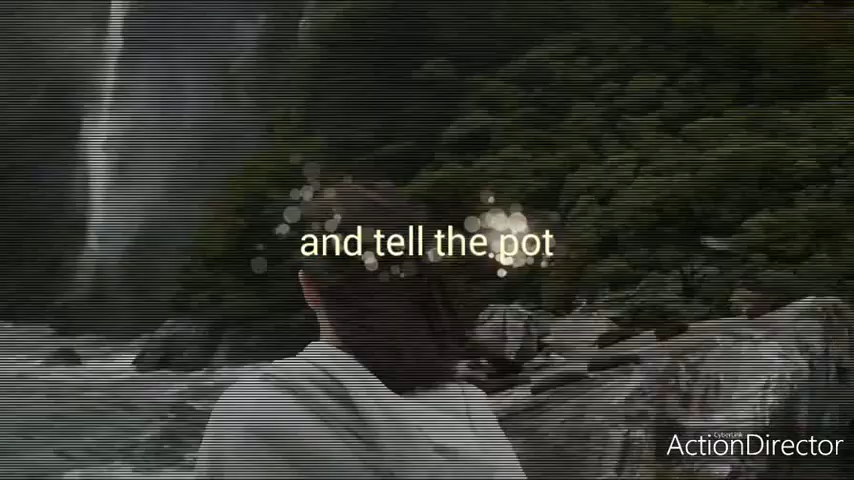 and tell the pot
CyberLink
ActionDirector